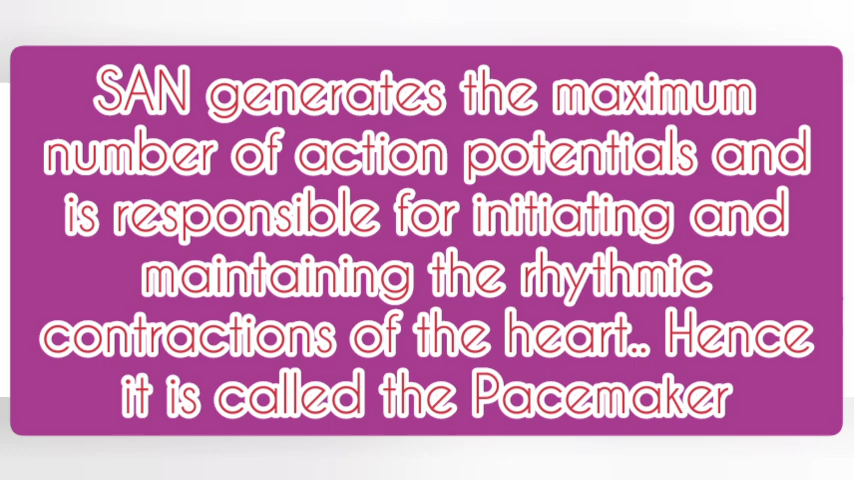 SAN generates the maximum
number of action potentials and
is responsible for initiating and
maintaining the rhythmic
contractions of the heart.. Hence
it is called the Pacemaker